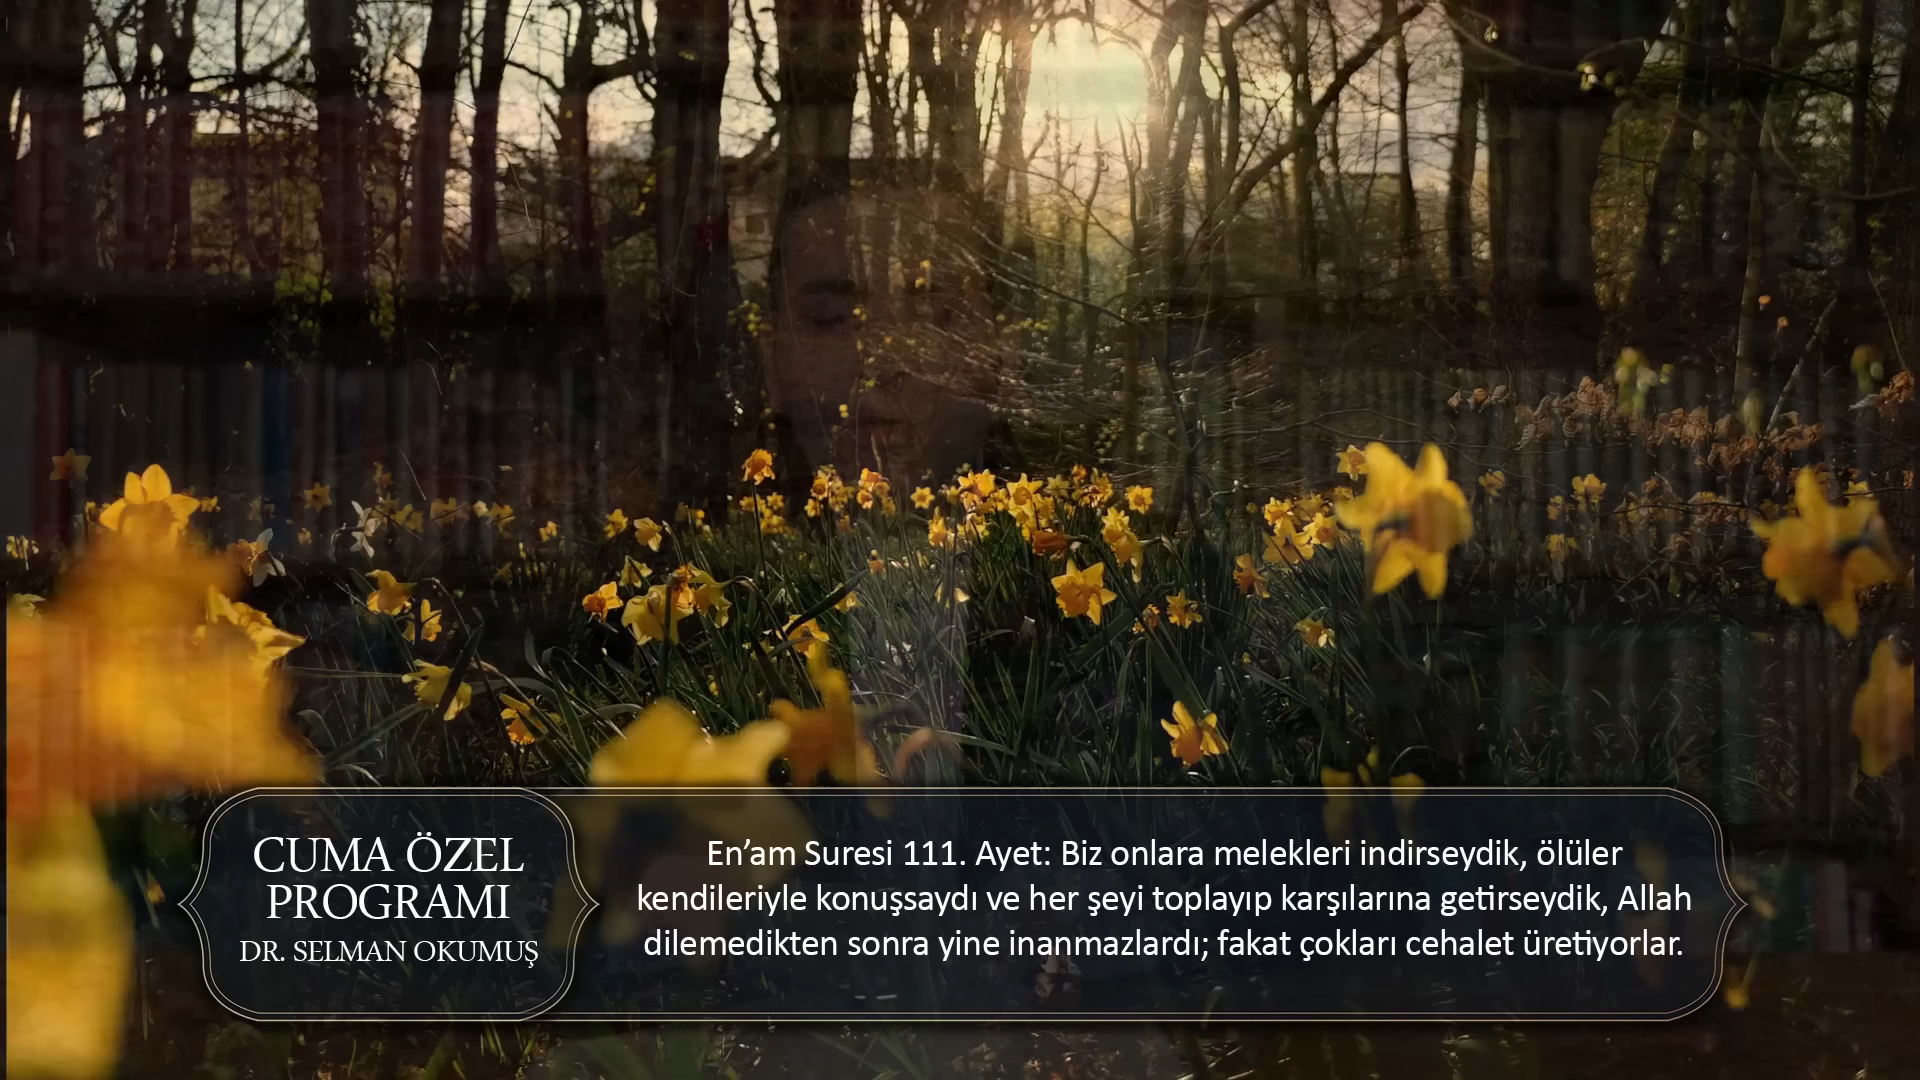 CUMA ÖZEL
PROGRAMI
DR. SELMAN OKUMUŞ
En’am Suresi 111. Ayet: Biz onlara melekleri indirseydik, ölüler
kendileriyle konuşsaydı ve her şeyi toplayıp karşılarına getirseydik, Allah
dilemedikten sonra yine inanmazlardı; fakat çokları cehalet üretiyorlar.